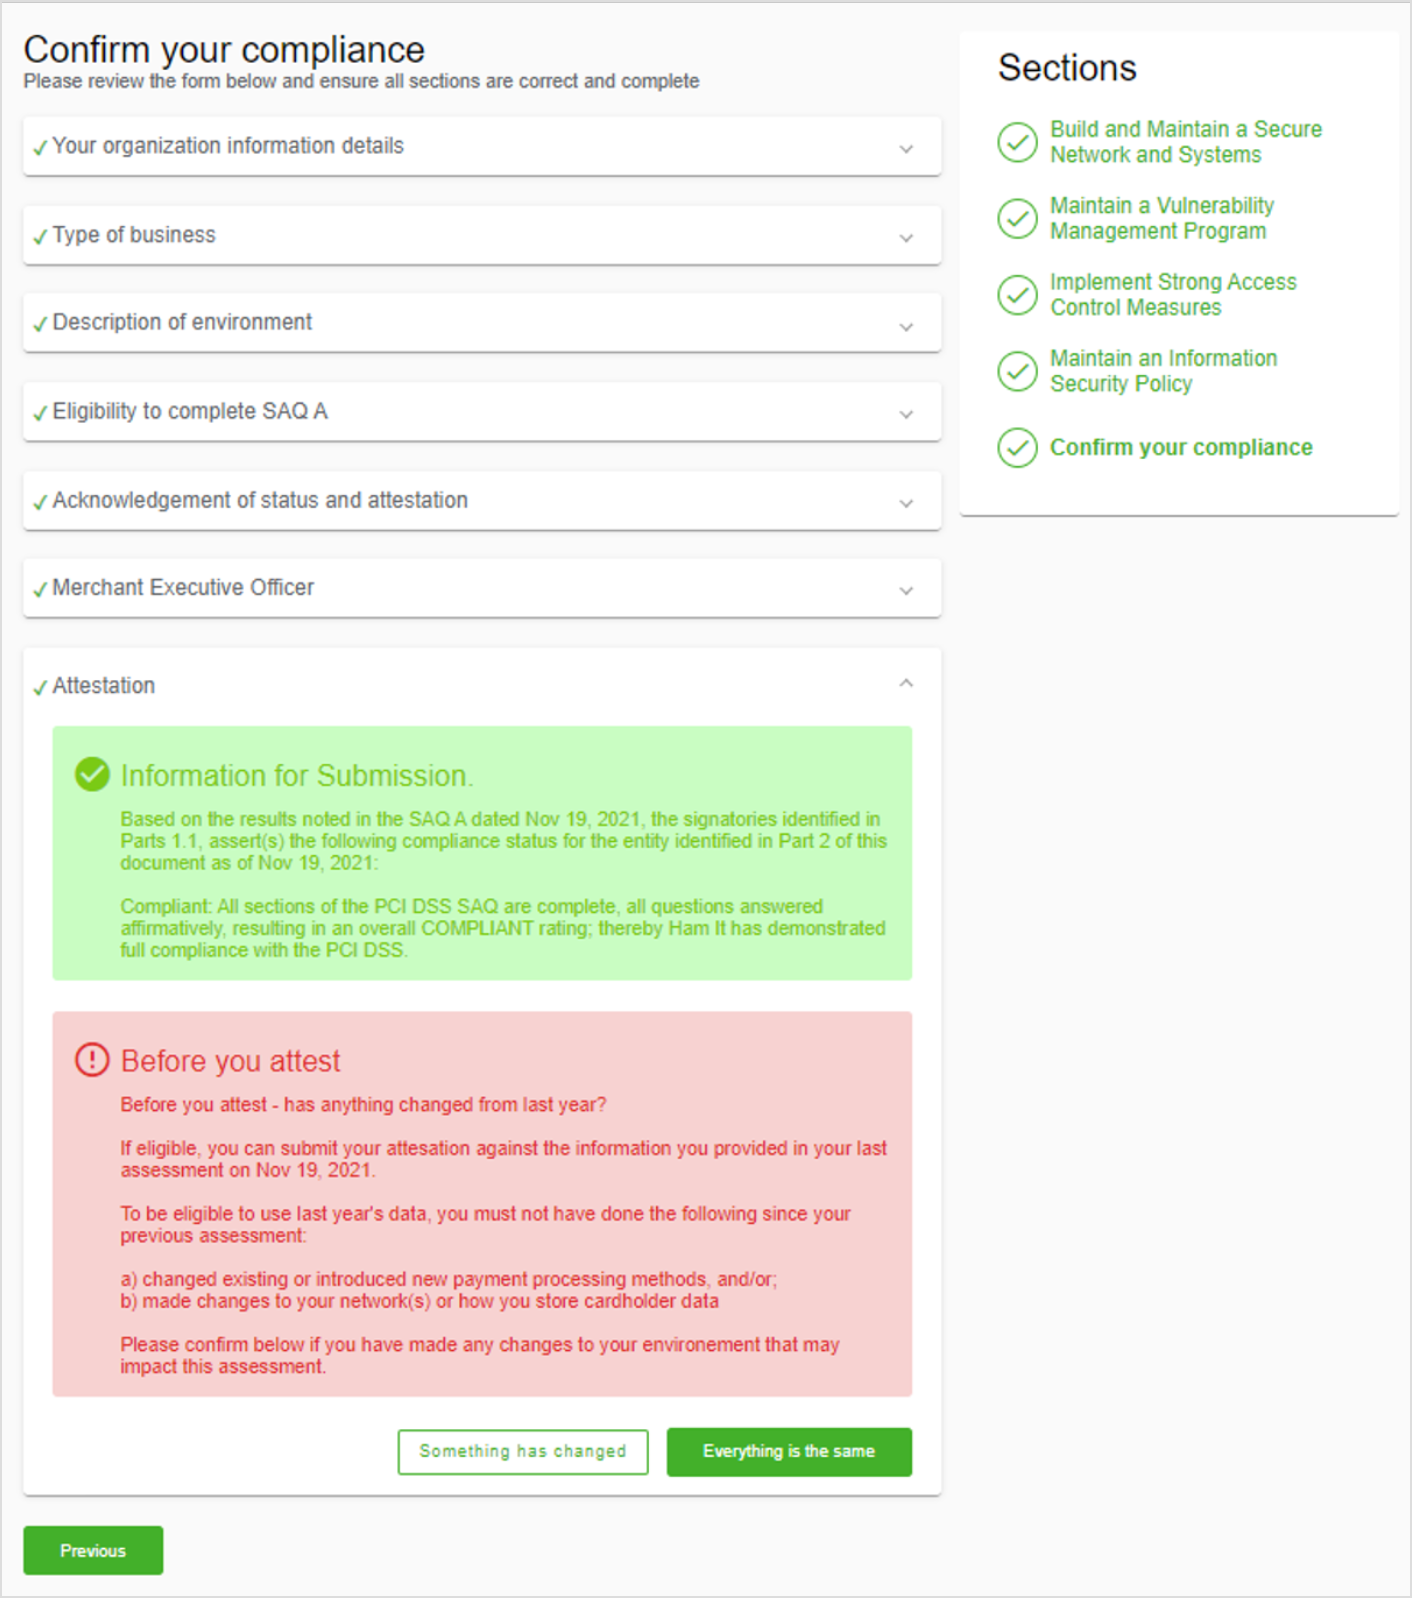 Confirm your compliance
Please review the form below and ensure all sections are correct and complete
Your organization information details
Type of business
Description of environment
Eligibility to complete SAQ A
Acknowledgement of status and attestation
Merchant Executive Officer
Attestation
Information for Submission.
Based on the results noted in the SAQ A dated Nov 19, 2021, the signatories identified in
Parts 1.1, assert(s) the following compliance status for the entity identified in Part 2 of this
document as of Nov 19, 2021:
Compliant: All sections of the PCI DSS SAQ are complete, all questions answered
affirmatively, resulting in an overall COMPLIANT rating; thereby Ham It has demonstrated
full compliance with the PCI DSS.
Before you attest
Before you attest - has anything changed from last year?
If eligible, you can submit your attesation against the information you provided in your last
assessment on Nov 19, 2021.
To be eligible to use last year's data, you must not have done the following since your
previous assessment:
a) changed existing or introduced new payment processing methods, and/or;
b) made changes to your network(s) or how you store cardholder data
Please confirm below if you have made any changes to your environement that may
impact this assessment.
Something has changed
Everything is the same
Previous
Sections
Build and Maintain a Secure
Network and Systems
Maintain a Vulnerability
Management Program
Implement Strong Access
Control Measures
Maintain an Information
Security Policy
Confirm your compliance